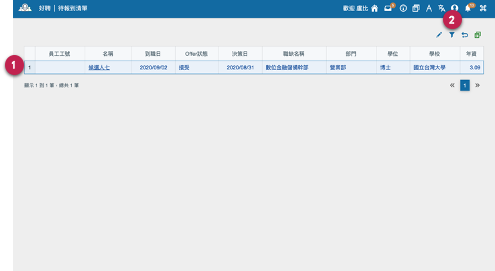 好聘 | 待報到清單
歡迎 盧比
2
員工工號 名稱 到職日 Offer狀態 決策日 職缺名稱 部門 學位 學校 年資
1
1 候選人七 2020/09/02 接受 2020/08/31 數位金融儲備幹部 營業部 博士 國立台灣大學 3.09
顯示 1 到 1 筆，總共 1 筆
« 1 »